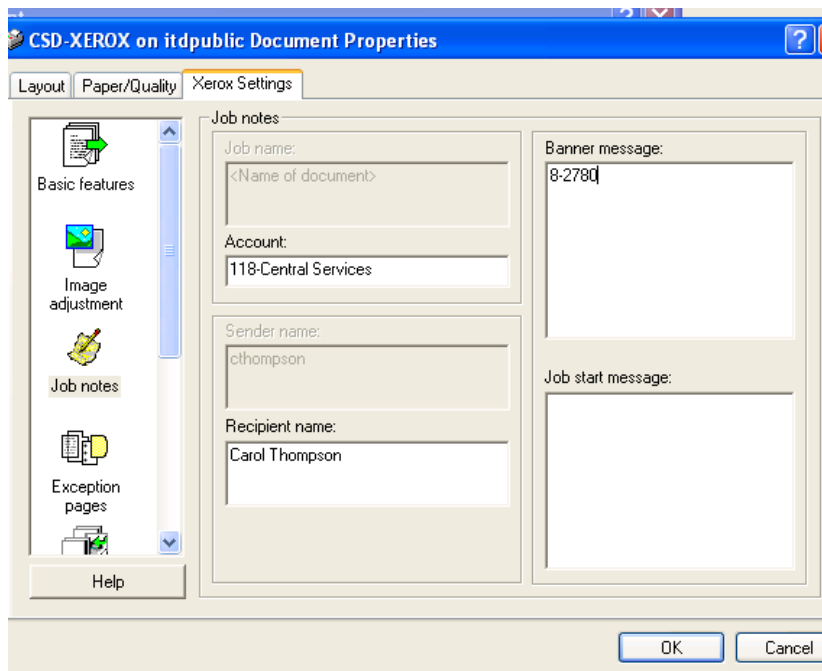 CSD-XEROX on itdpublic Document Properties
?
Layout
Paper/Quality
Xerox Settings
Basic features
Image
adjustment
Job notes
Exception
pages
Help
Job notes
Job name:
<Name of document>
Account:
118-Central Services
Sender name:
cthompson
Recipient name:
Carol Thompson
Banner message:
8-2780
Job start message:
OK
Cancel